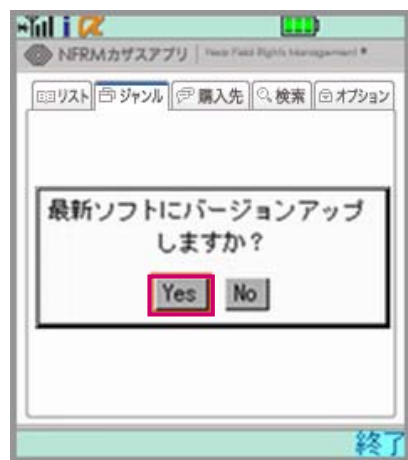 NFRMカザスアプリ | Near Field Rights Management
リスト ジャンル 購入先 検索 オプション
最新ソフトにバージョンアップ
しますか？
Yes No
終了